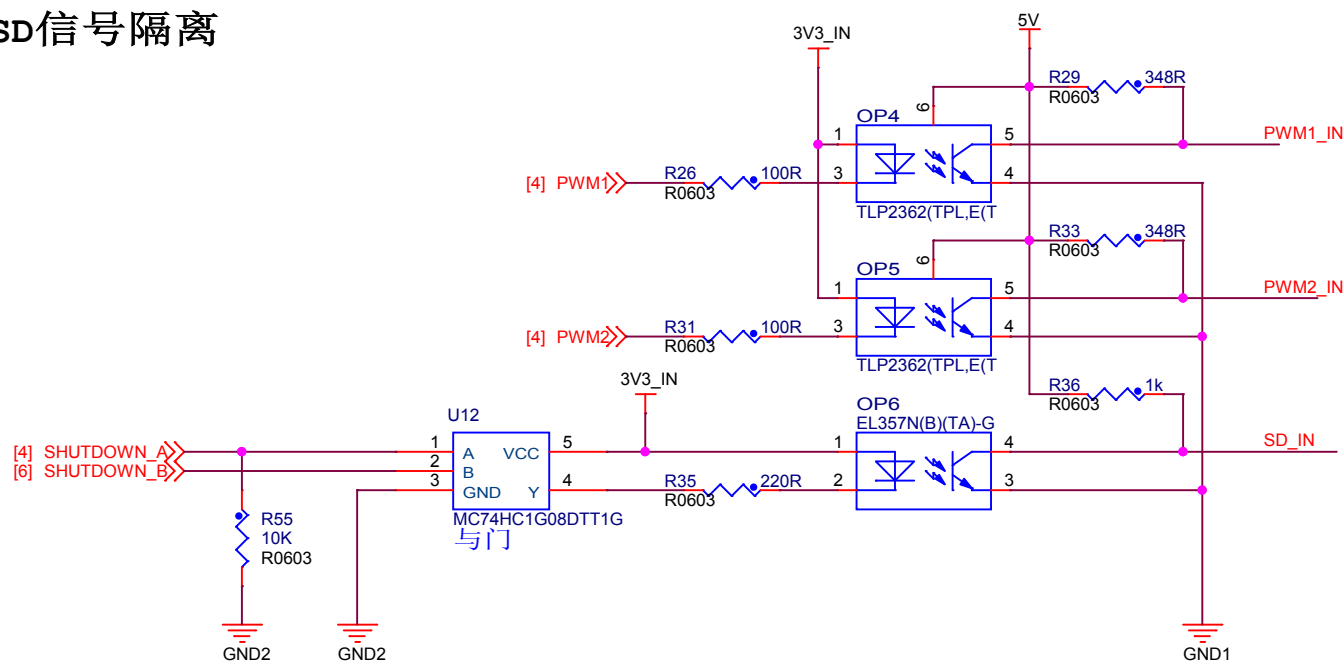 SD信号隔离
5V
3V3_IN
R29 348R
R0603
OP4
6
1 5 PWM1_IN
[4] PWM1 R26 100R 3 4
R0603
TLP2362(TPL,E(T
R33 348R
R0603
OP5
6
1 5 PWM2_IN
[4] PWM2 R31 100R 3 4
R0603
TLP2362(TPL,E(T
3V3_IN
R36 1k
R0603
OP6
EL357N(B)(TA)-G
U12
[4] SHUTDOWN_A 1 A VCC 5 1 4 SD_IN
[6] SHUTDOWN_B 2 B
3 GND Y 4 R35 220R 2 3
R0603
MC74HC1G08DTT1G
与门
R55
10K
R0603
GND2 GND2 GND1